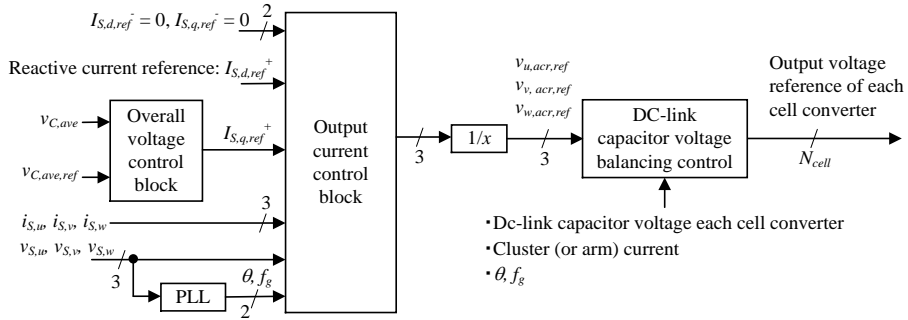 I_{S,d,ref}^- = 0, I_{S,q,ref}^- = 0
2
Reactive current reference: I_{S,d,ref}^+
v_{C,ave}
v_{C,ave,ref}
Overall
voltage
control
block
I_{S,q,ref}^+
i_{S,u}, i_{S,v}, i_{S,w}
3
v_{S,u}, v_{S,v}, v_{S,w}
3
PLL
θ, f_g
2
Output
current
control
block
3
1/x
v_{u,acr,ref}
v_{v, acr,ref}
v_{w,acr,ref}
3
DC-link
capacitor voltage
balancing control
Output voltage
reference of each
cell converter
N_{cell}
・Dc-link capacitor voltage each cell converter
・Cluster (or arm) current
・θ, f_g